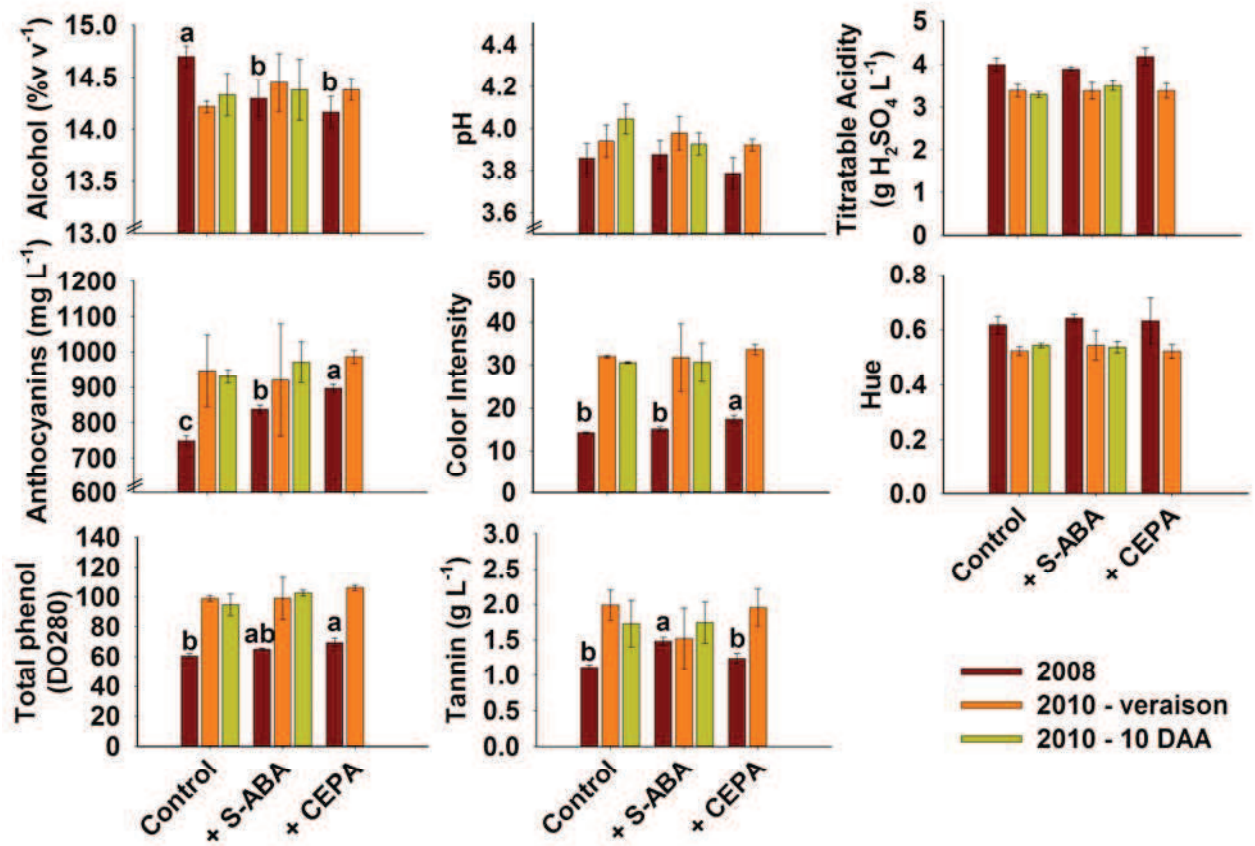 Alcohol (%v v⁻¹)
15.0
14.5
14.0
13.5
13.0
a
b
b
pH
4.4
4.2
4.0
3.8
3.6
Titratable Acidity
(g H₂SO₄ L⁻¹)
5
4
3
2
1
0
Anthocyanins (mg L⁻¹)
1200
1100
1000
900
800
700
600
c
b
a
Color Intensity
50
40
30
20
10
0
b
b
a
Hue
0.8
0.6
0.4
0.2
0.0
Control
+ S-ABA
+ CEPA
Total phenol
(DO280)
140
120
100
80
60
40
20
0
b
ab
a
Control
+ S-ABA
+ CEPA
Tannin (g L⁻¹)
3.0
2.5
2.0
1.5
1.0
0.5
0.0
b
a
b
Control
+ S-ABA
+ CEPA
2008
2010 - veraison
2010 - 10 DAA